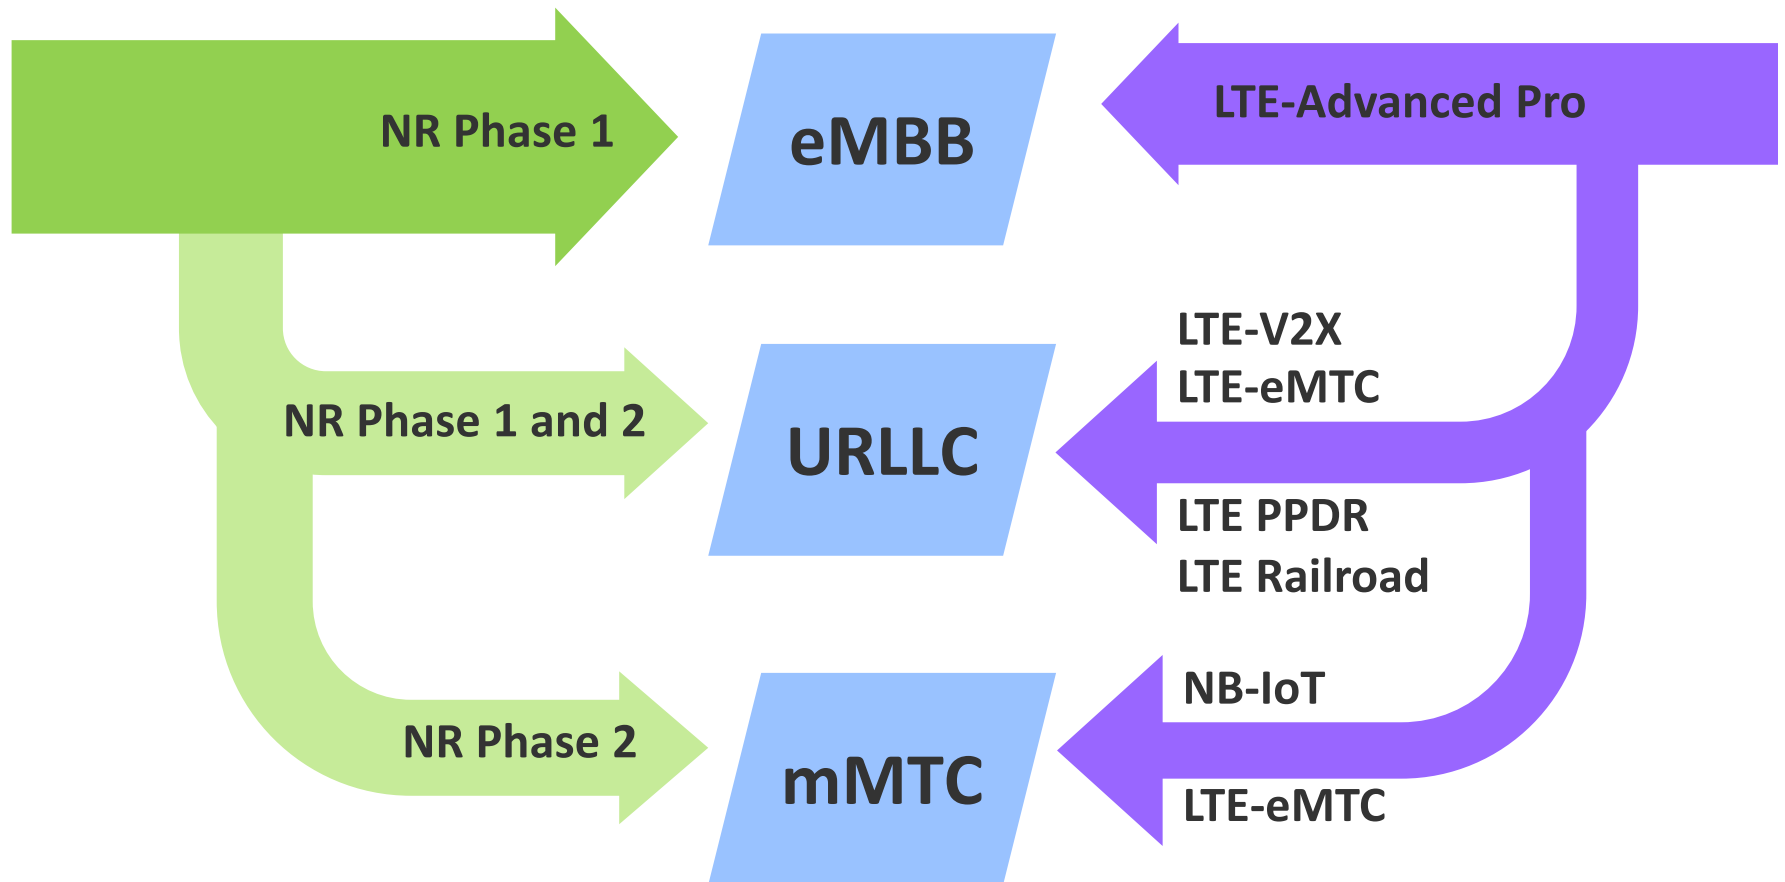 NR Phase 1
eMBB
LTE-Advanced Pro
LTE-V2X
LTE-eMTC
NR Phase 1 and 2
URLLC
LTE PPDR
LTE Railroad
NB-IoT
NR Phase 2
mMTC
LTE-eMTC